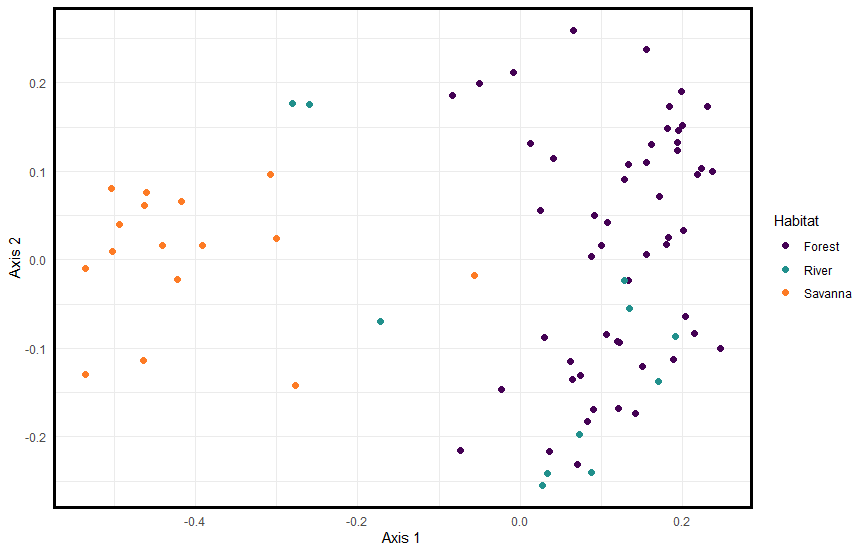 0.2
0.1
0.0
-0.1
-0.2
Axis 2
-0.4
-0.2
0.0
0.2
Axis 1
Habitat
Forest
River
Savanna